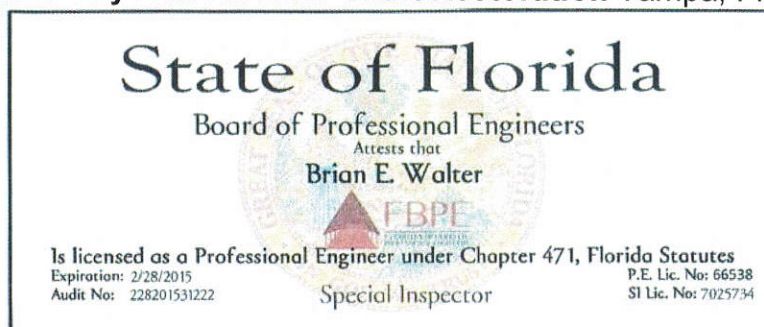 Tampa,
State of Florida
Board of Professional Engineers
Attests that
Brian E. Walter
FBPE
Is licensed as a Professional Engineer under Chapter 471, Florida Statutes
Expiration: 2/28/2015
P.E. Lic. No: 66538
Audit No: 228201531222
Special Inspector
SI Lic. No: 7025734